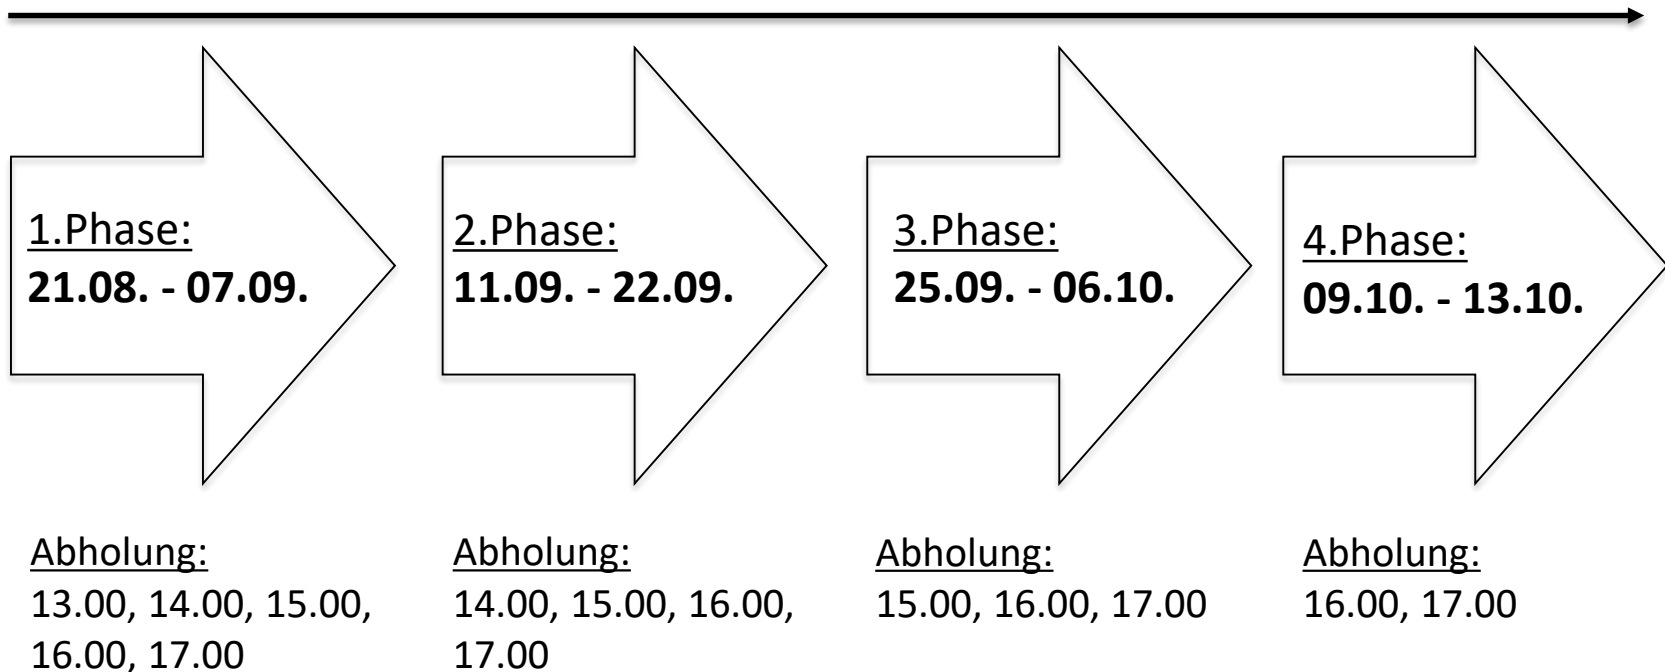 1.Phase:
21.08. - 07.09.
2.Phase:
11.09. - 22.09.
3.Phase:
25.09. - 06.10.
4.Phase:
09.10. - 13.10.
Abholung:
13.00, 14.00, 15.00,
16.00, 17.00
Abholung:
14.00, 15.00, 16.00,
17.00
Abholung:
15.00, 16.00, 17.00
Abholung:
16.00, 17.00